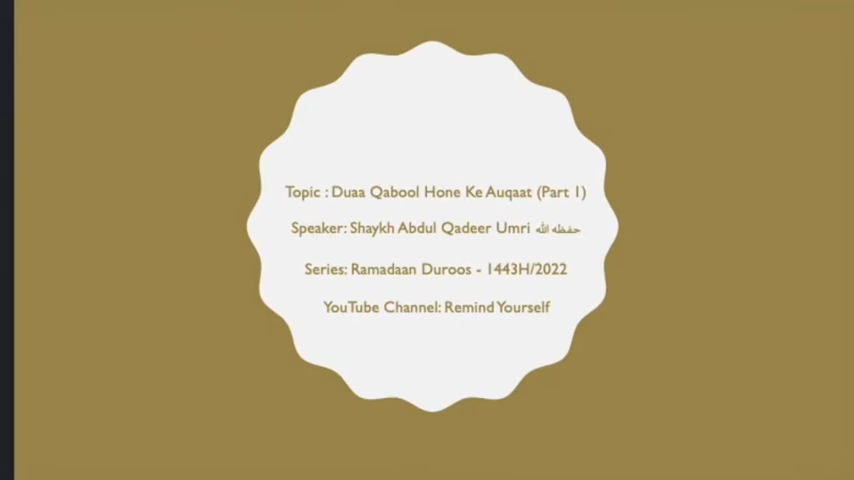 Topic : Duaa Qabool Hone Ke Auqaat (Part 1)
Speaker: Shaykh Abdul Qadeer Umri حفظه الله
Series: Ramadaan Duroos - 1443H/2022
YouTube Channel: Remind Yourself